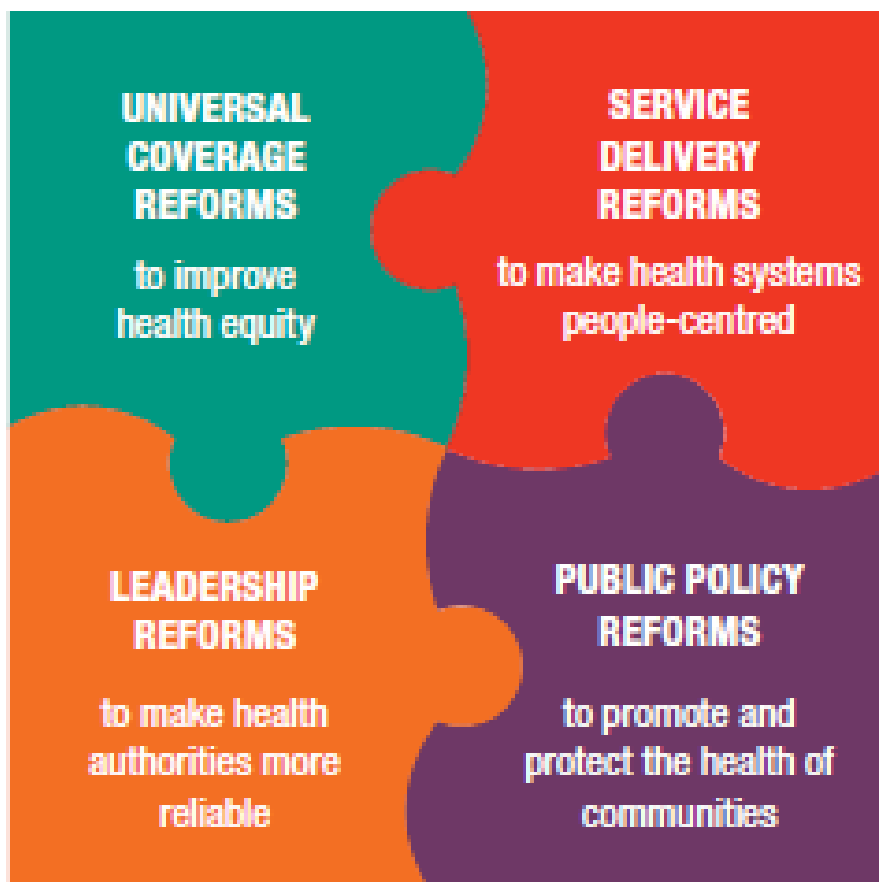 UNIVERSAL
COVERAGE
REFORMS
to improve
health equity
SERVICE
DELIVERY
REFORMS
to make health systems
people-centred
LEADERSHIP
REFORMS
to make health
authorities more
reliable
PUBLIC POLICY
REFORMS
to promote and
protect the health of
communities